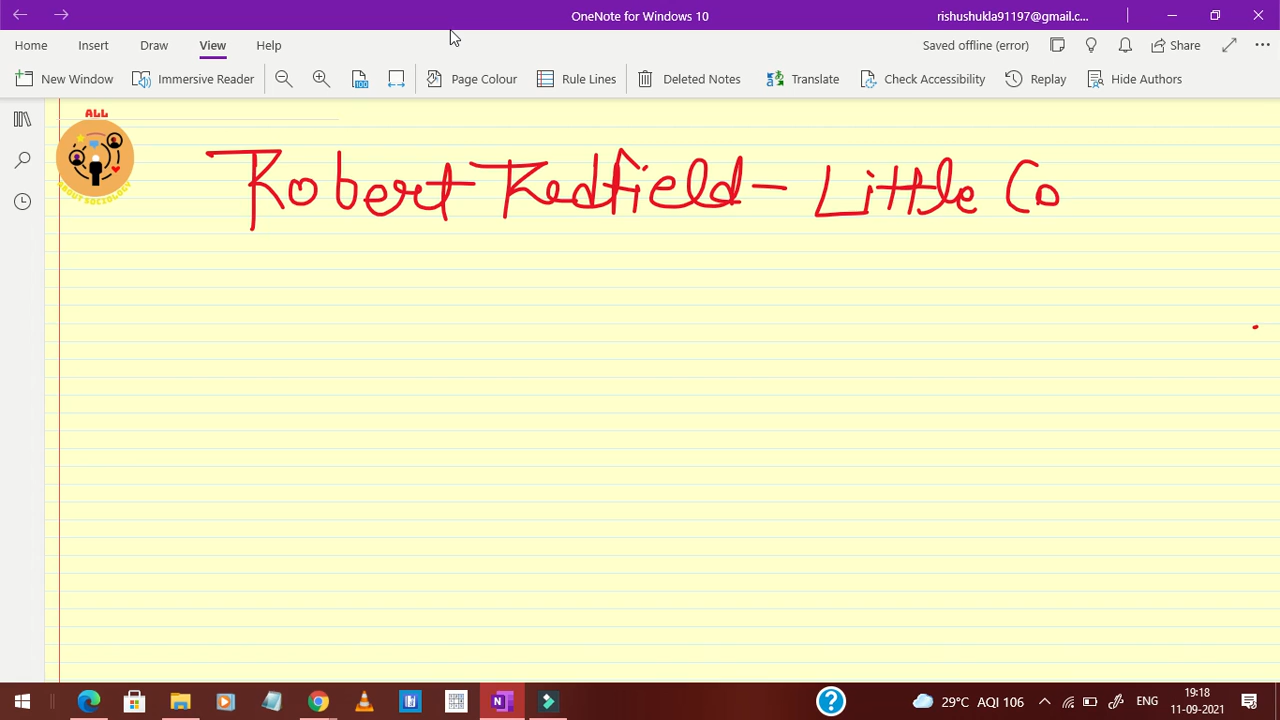 OneNote for Windows 10
rishushukla91197@gmail.c...
Home Insert Draw View Help
Saved offline (error) Share
New Window Immersive Reader Page Colour Rule Lines Deleted Notes Translate Check Accessibility Replay Hide Authors
ALL
ABOUT SOCIOLOGY
Robert Redfield - Little Co
29°C AQI 106 ENG
19:18
11-09-2021